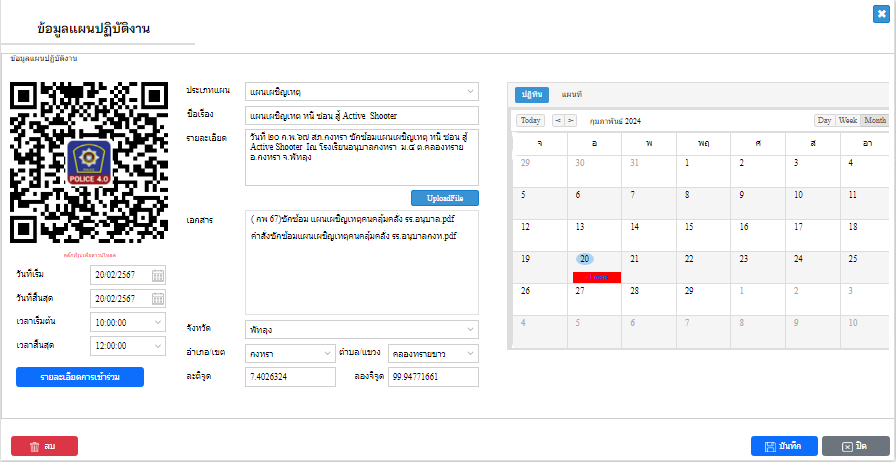 ข้อมูลแผนปฏิบัติงาน
ข้อมูลแผนปฏิบัติงาน
POLICE 4.0
วันที่เริ่ม 20/02/2567
วันที่สิ้นสุด 20/02/2567
เวลาเริ่มต้น 10:00:00
เวลาสิ้นสุด 12:00:00
รายละเอียดการเข้าร่วม
ประเภทแผน แผนเผชิญเหตุ
ชื่อเรื่อง แผนเผชิญเหต หนี ซ่อน สู้ Active Shooter
รายละเอียด วันที่ ๒๐ ก.พ.๖๗ สภ.กงหรา ซักซ้อมแผนเผชิญเหตุ หนี ซ่อน สู้
Active Shooter ใน โรงเรียนอนุบาลกงหรา ม.๔ ต.คลองทราย
อ.กงหรา จ.พัทลุง
UploadFile
เอกสาร ( กพ 67)ซักซ้อม แผนเผชิญเหตุคนคลุ้มคลั่ง รร.อนุบาล.pdf
คำสั่งซักซ้อมแผนเผชิญเหตุคนคลุ้มคลั่ง รร.อนุบาลกงห.pdf
จังหวัด พัทลุง
อำเภอ/เขต กงหรา ตำบล/แขวง คลองทรายขาว
ละติจูด 7.4026324 ลองจิจูด 99.94771661
ปฏิทิน แผนที่
Today < > กุมภาพันธ์ 2024 Day Week Month
จ อ พ พฤ ศ ส อา
29 30 31 1 2 3 4
5 6 7 8 9 10 11
12 13 14 15 16 17 18
19 20 21 22 23 24 25
26 27 28 29 1 2 3
4 5 6 7 8 9 10
ลบ บันทึก ปิด